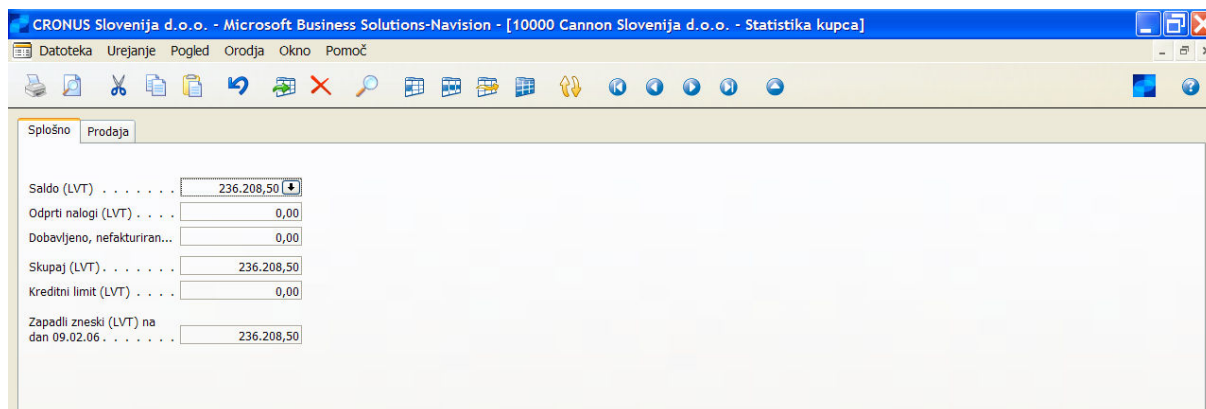 CRONUS Slovenija d.o.o. - Microsoft Business Solutions-Navision - [10000 Cannon Slovenija d.o.o. - Statistika kupca]
Datoteka Urejanje Pogled Orodja Okno Pomoč
Splošno Prodaja
Saldo (LVT) . . . . . . . 236.208,50
Odprti nalogi (LVT) . . . . 0,00
Dobavljeno, nefakturiran... 0,00
Skupaj (LVT) . . . . . . . 236.208,50
Kreditni limit (LVT) . . . . 0,00
Zapadli zneski (LVT) na
dan 09.02.06 . . . . . . . 236.208,50